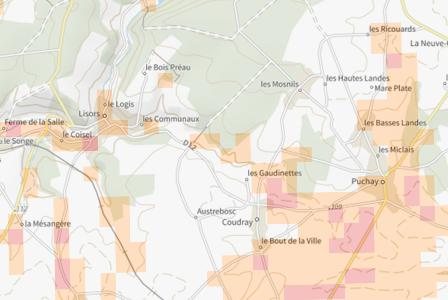 les Ricouards
La Neuve-
le Bois Préau
les Mosnils
les Hautes Landes
Mare Plate
le Logis
Lisors
les Communaux
Ferme de la Salle
le Coisel
le Songe
les Basses Landes
les Miclais
les Gaudinettes
Puchay
Austrebosc
Coudray
la Mésangère
le Bout de la Ville